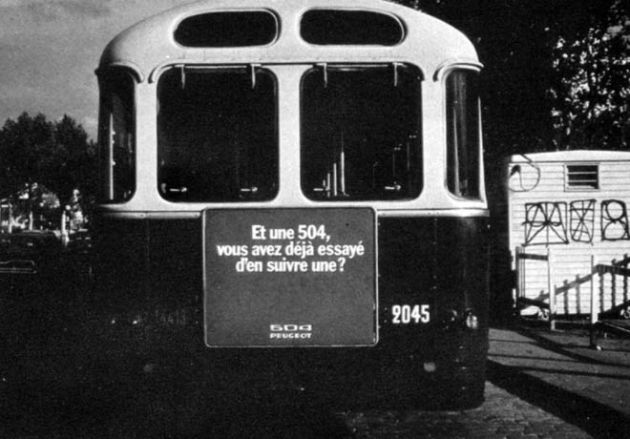 Et une 504,
vous avez déjà essayé
d'en suivre une?
504
PEUGEOT
2045